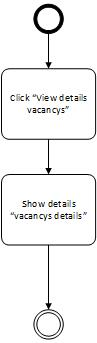 Click “View details
vacancys”
Show details
“vacancys details”